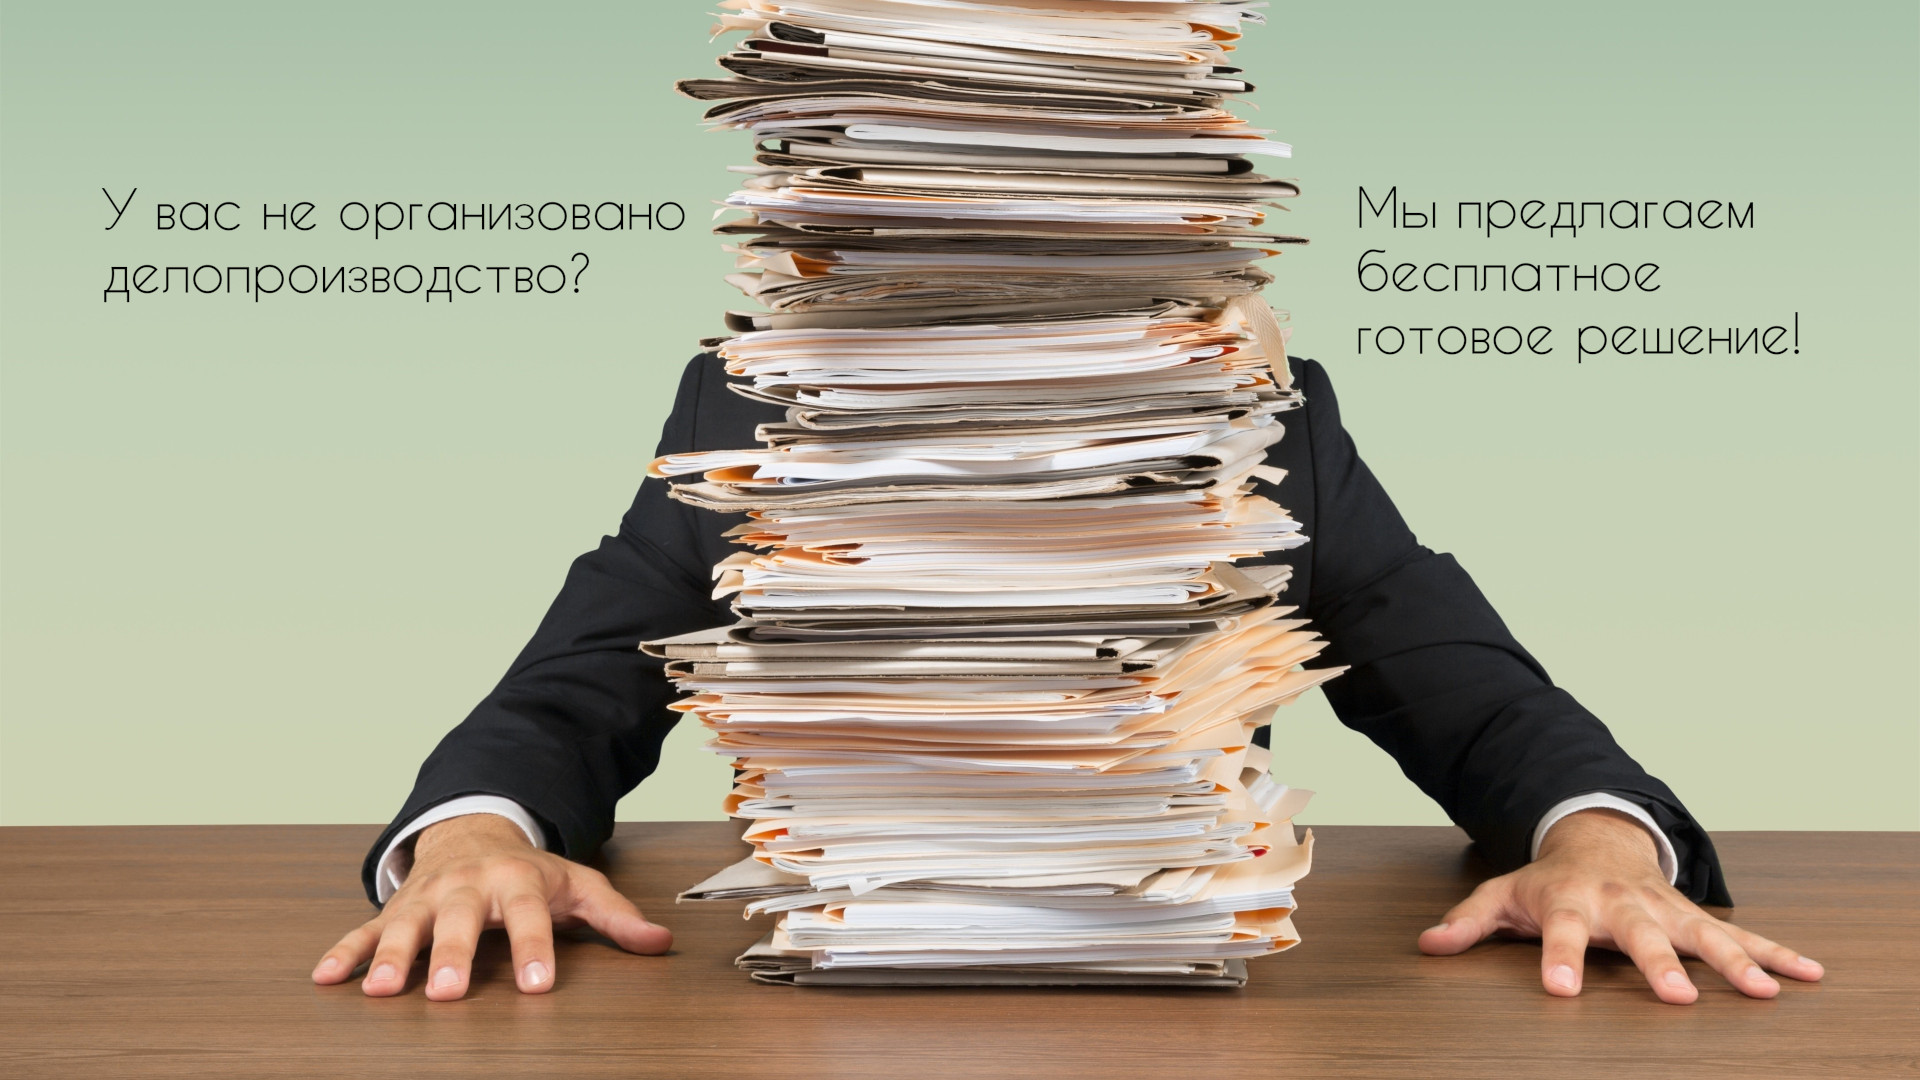 У вас не организовано
делопроизводство?
Мы предлагаем
бесплатное
готовое решение!